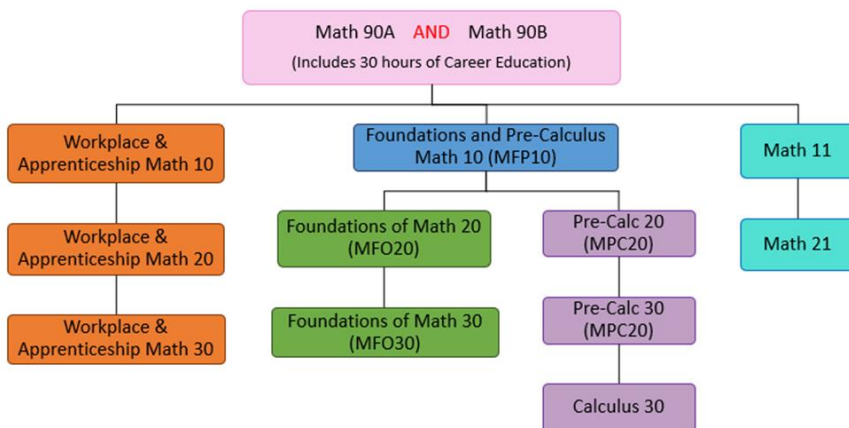 Math 90A AND Math 90B
(Includes 30 hours of Career Education)
Workplace &
Apprenticeship Math 10
Foundations and Pre-Calculus
Math 10 (MFP10)
Math 11
Workplace &
Apprenticeship Math 20
Foundations of Math 20
(MFO20)
Pre-Calc 20
(MPC20)
Math 21
Workplace &
Apprenticeship Math 30
Foundations of Math 30
(MFO30)
Pre-Calc 30
(MPC20)
Calculus 30